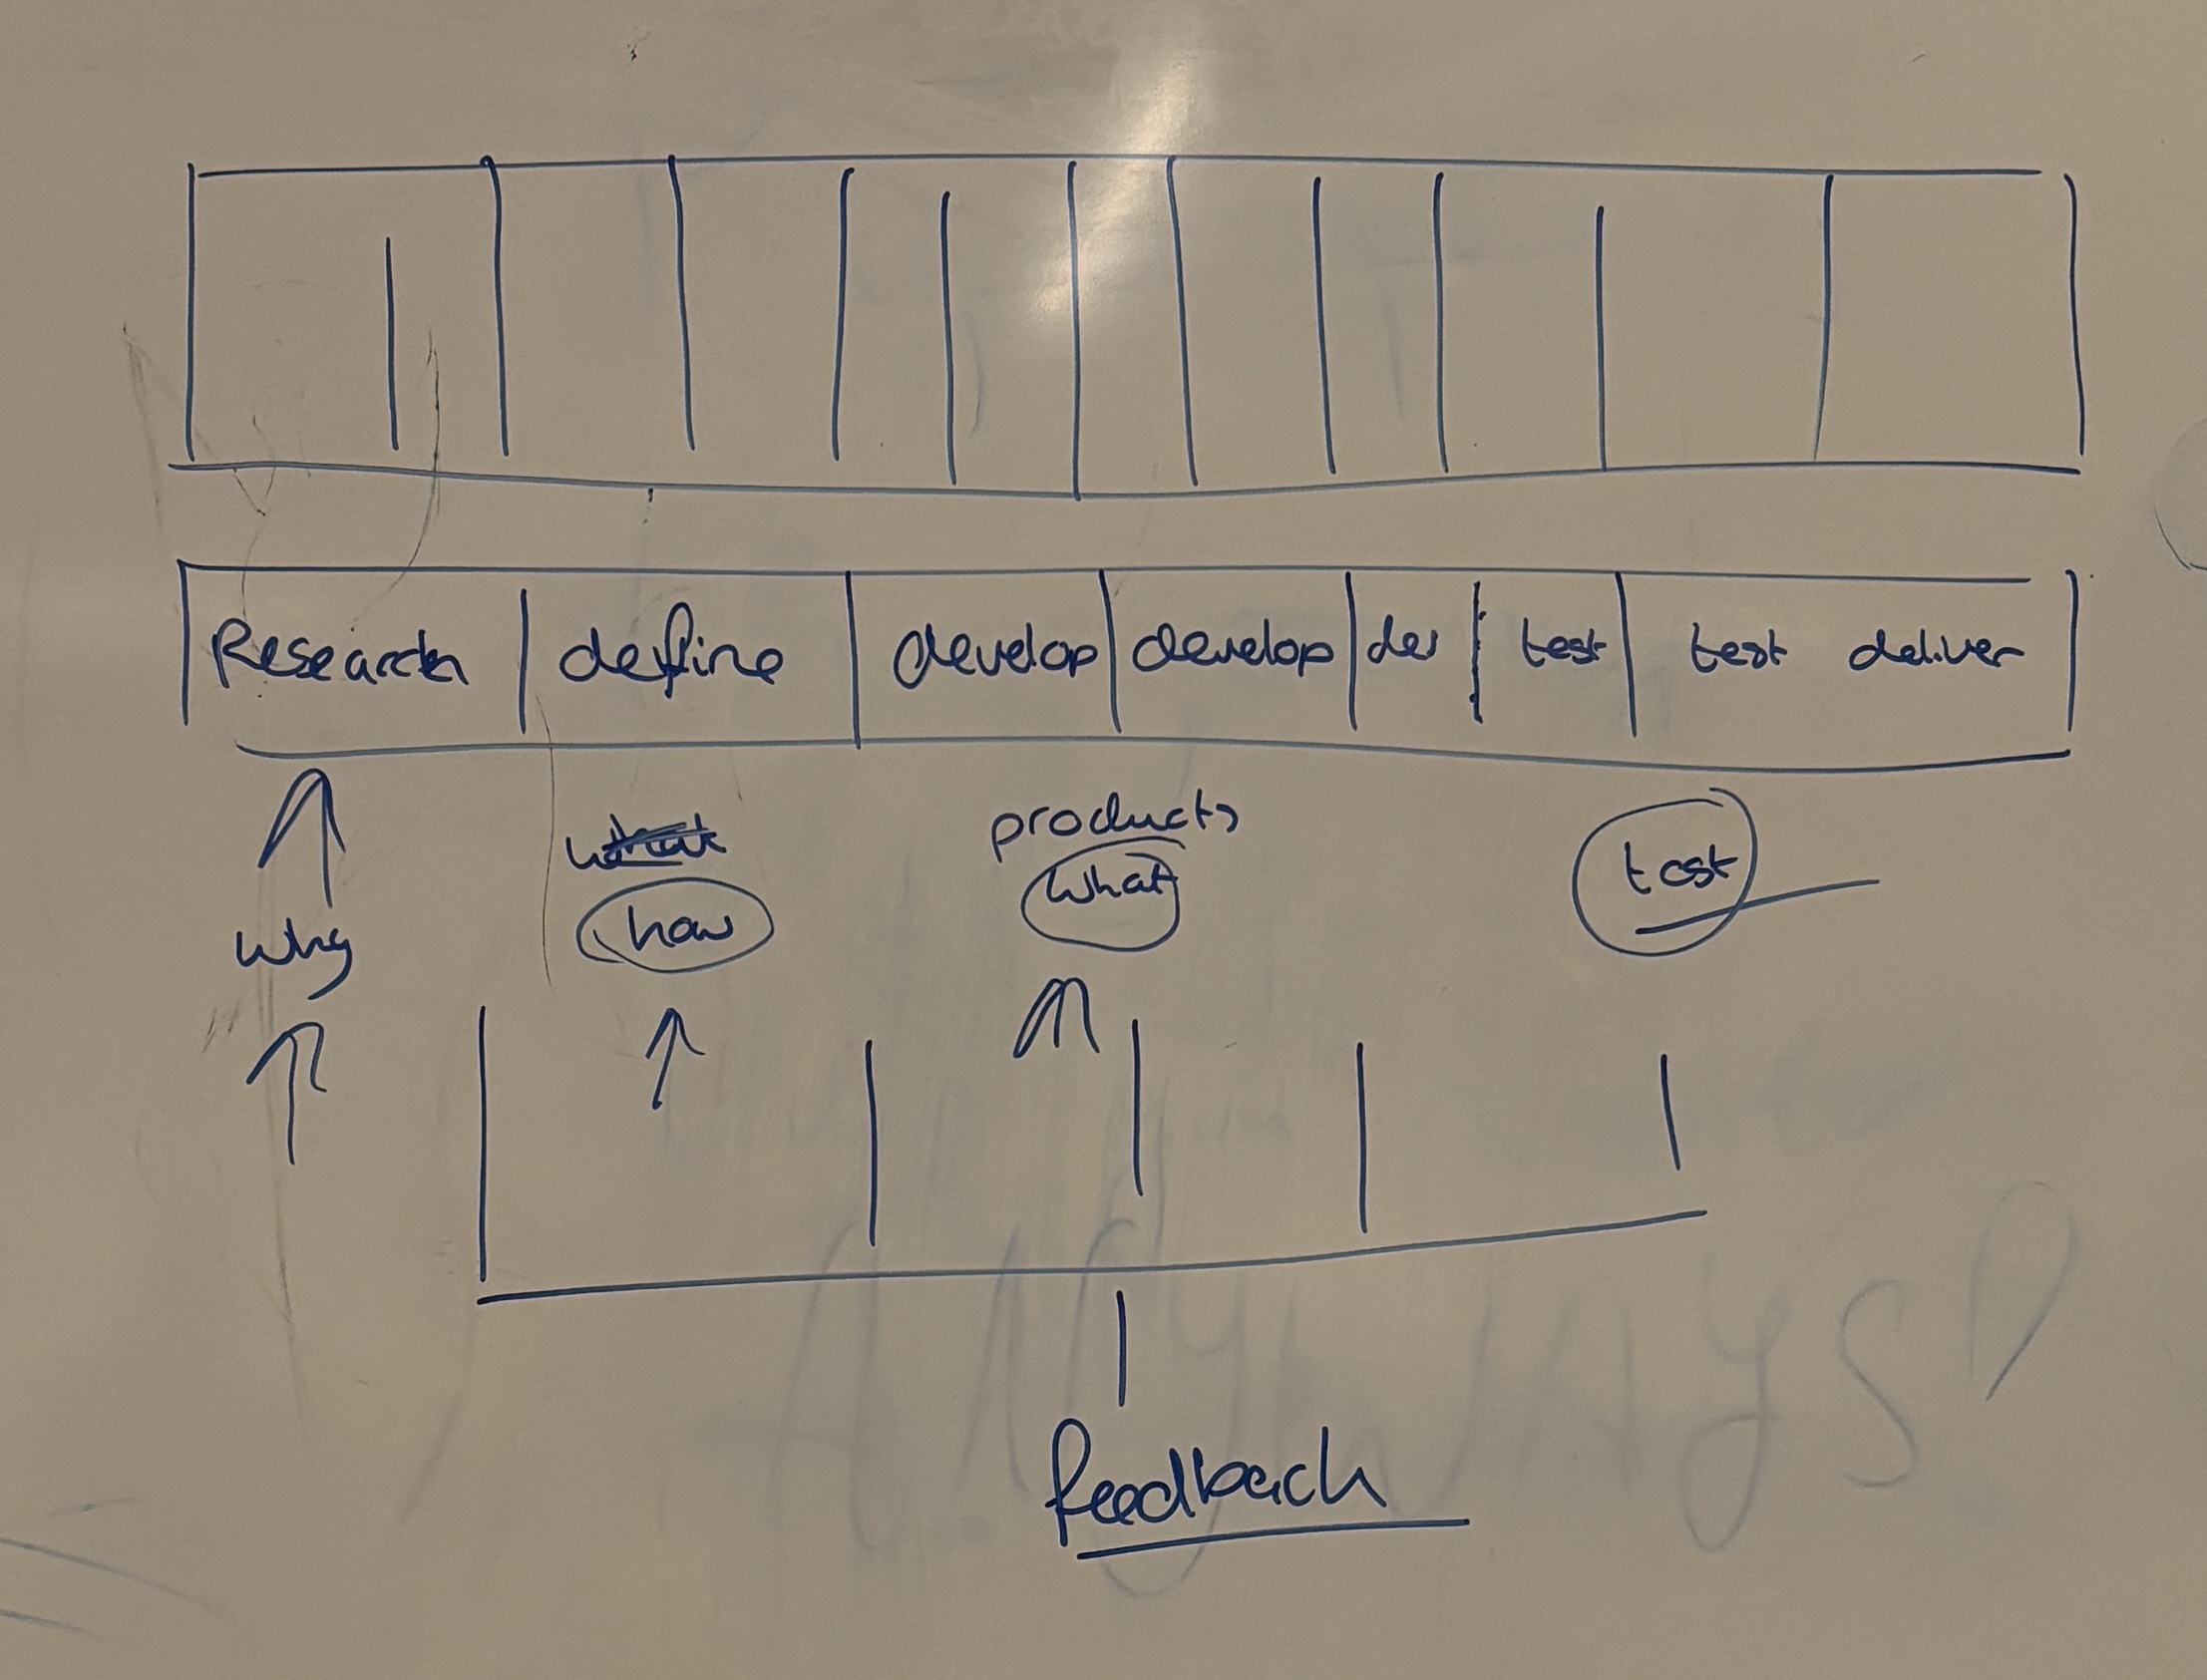 Research define develop develop dev test test deliver
what products
how what test
why
feedback